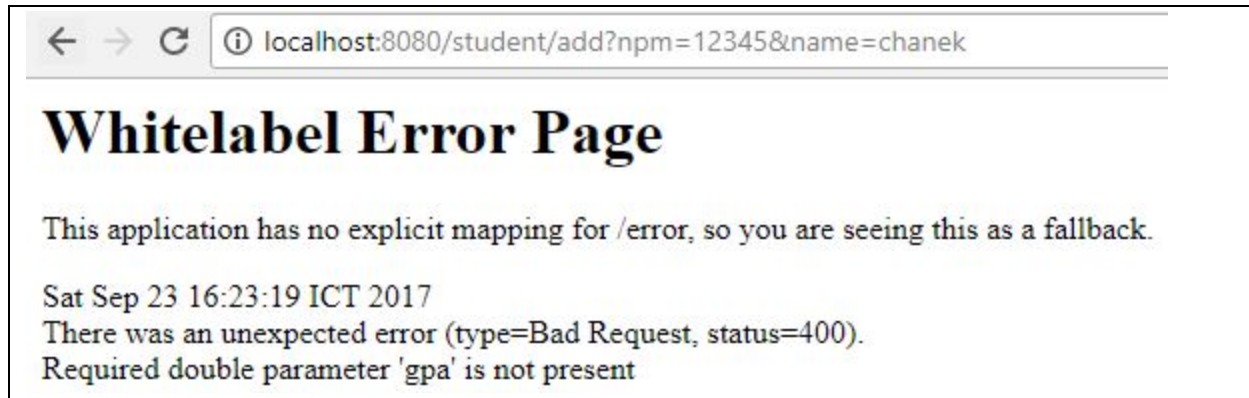 localhost:8080/student/add?npm=12345&name=chanek
Whitelabel Error Page
This application has no explicit mapping for /error, so you are seeing this as a fallback.
Sat Sep 23 16:23:19 ICT 2017
There was an unexpected error (type=Bad Request, status=400).
Required double parameter 'gpa' is not present